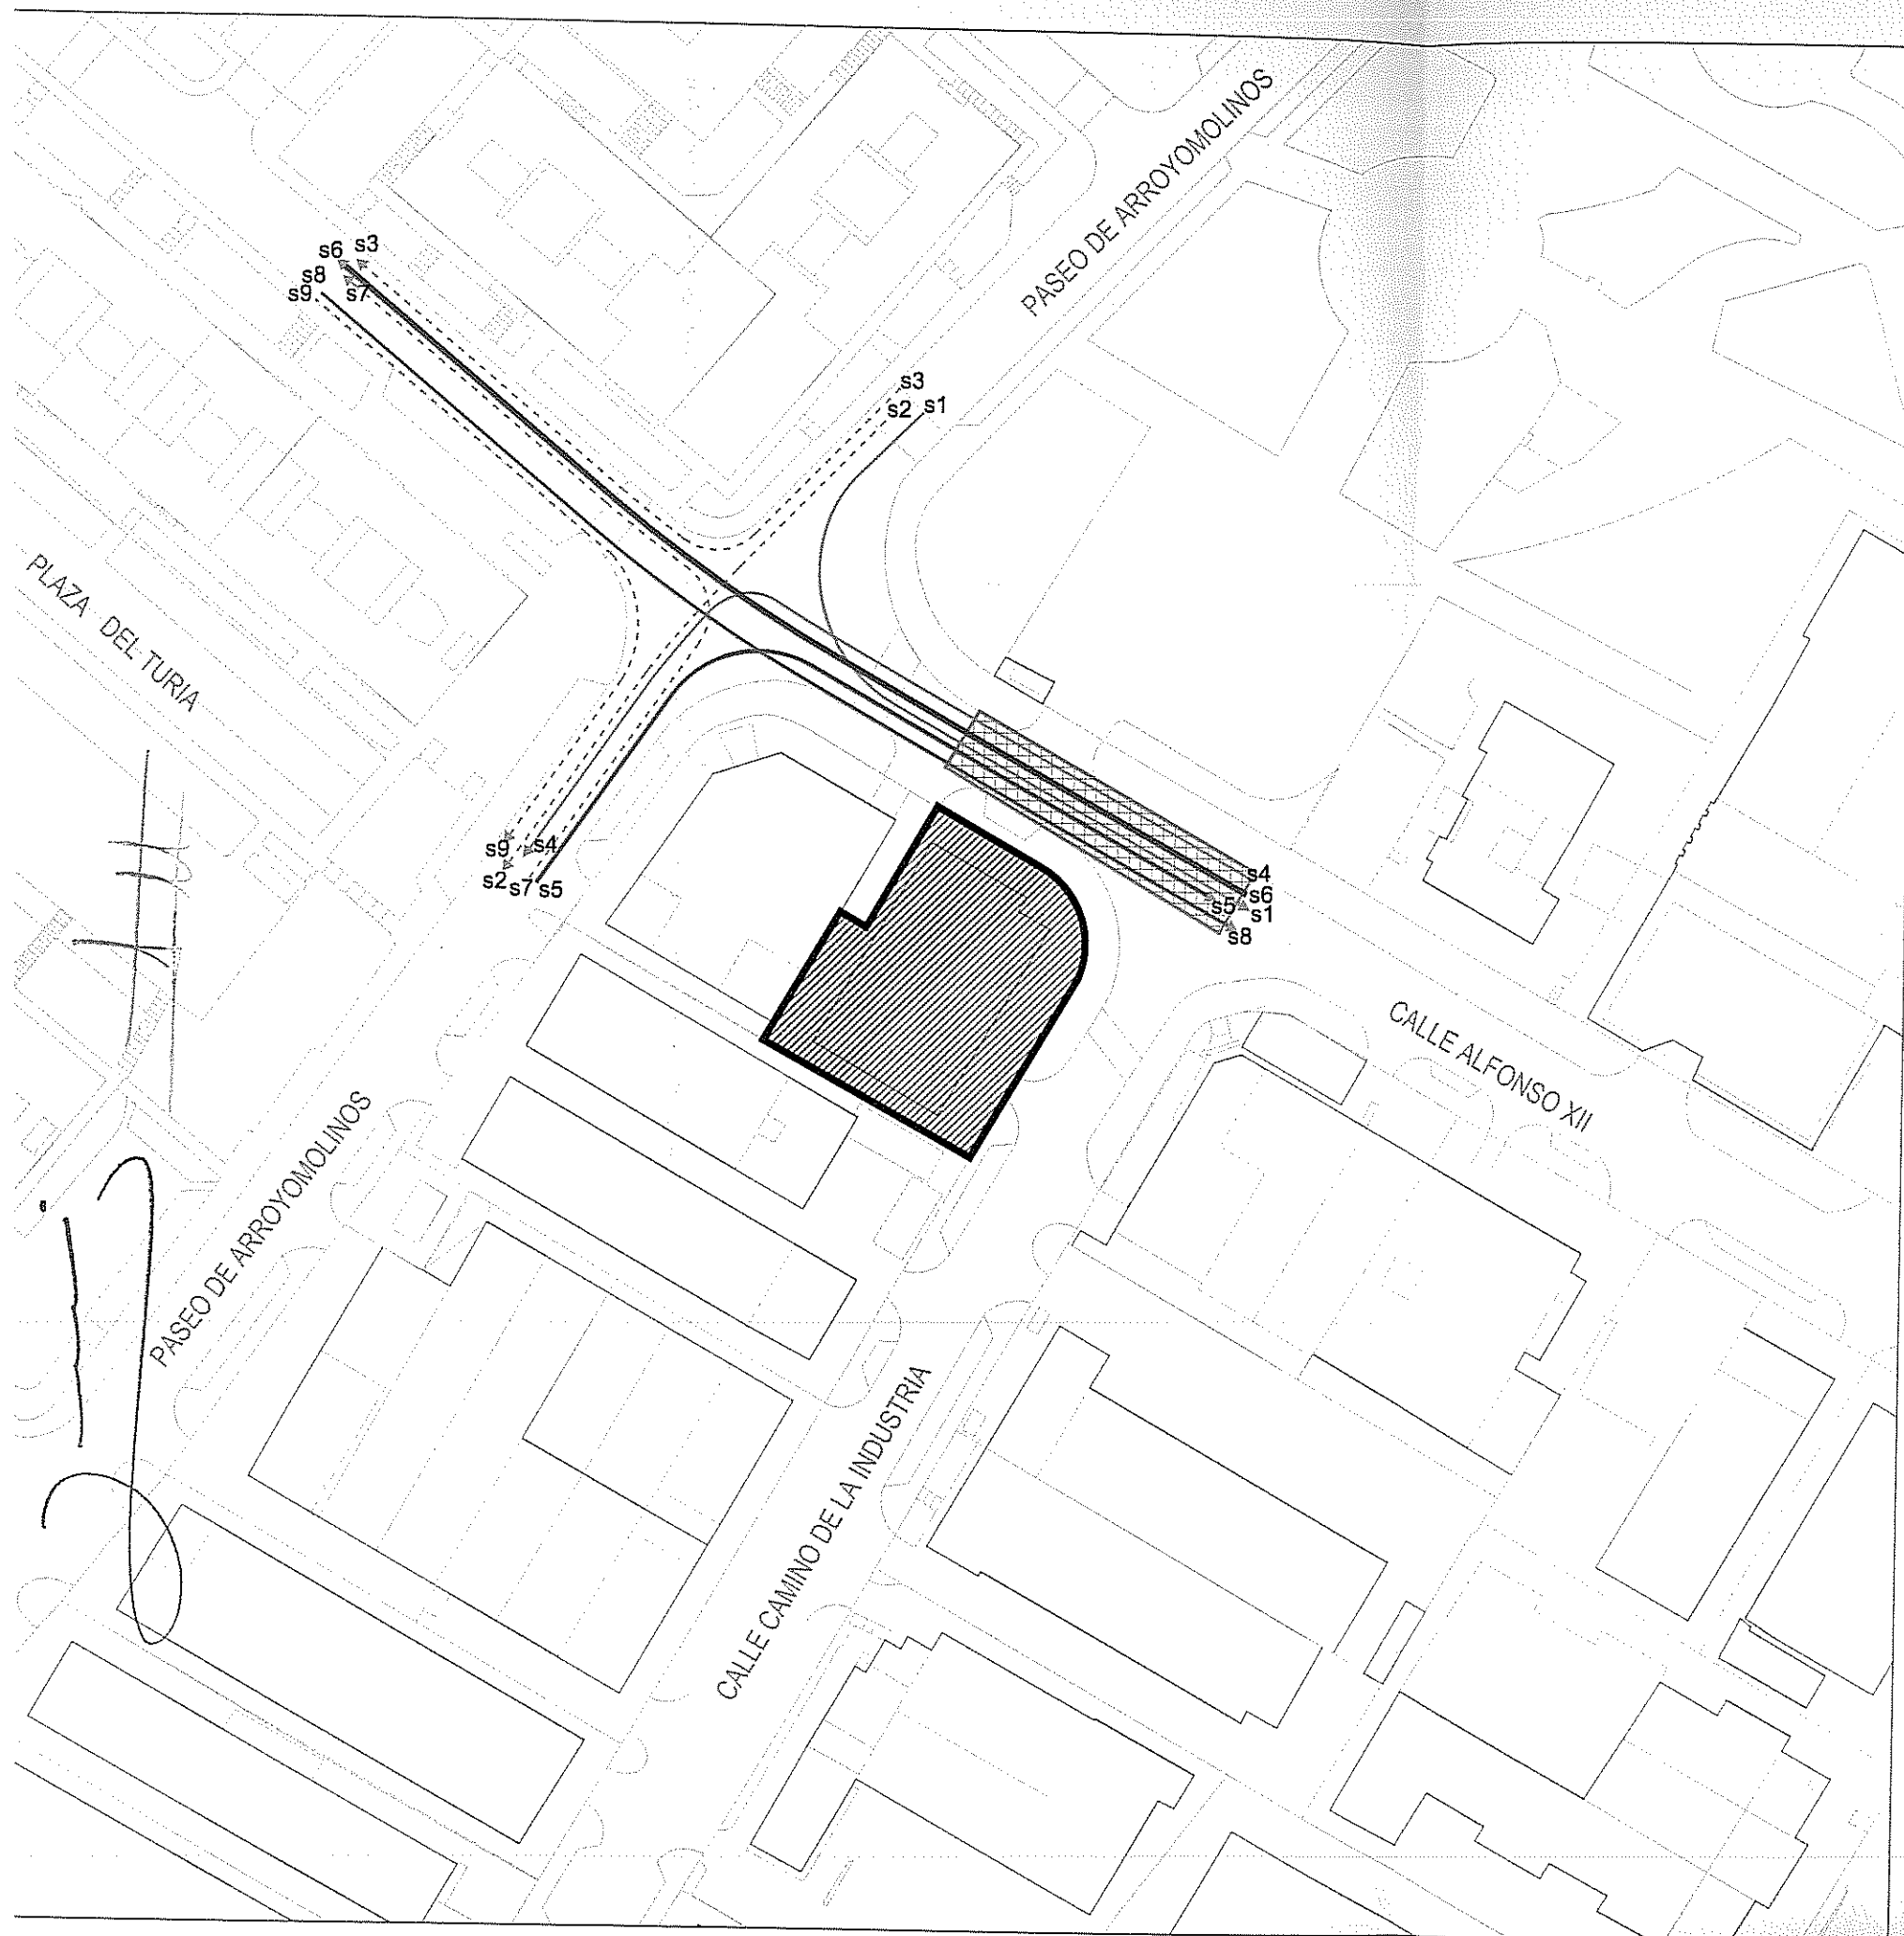 PASEO DE ARROYOMOLINOS
s6 s3
s8
s9 s7
s3
s2 s1
PLAZA DEL TURIA
s9 s4
s2 s7 s5
s4
s6
s5 s1
s8
CALLE ALFONSO XII
PASEO DE ARROYOMOLINOS
CALLE CAMINO DE LA INDUSTRIA